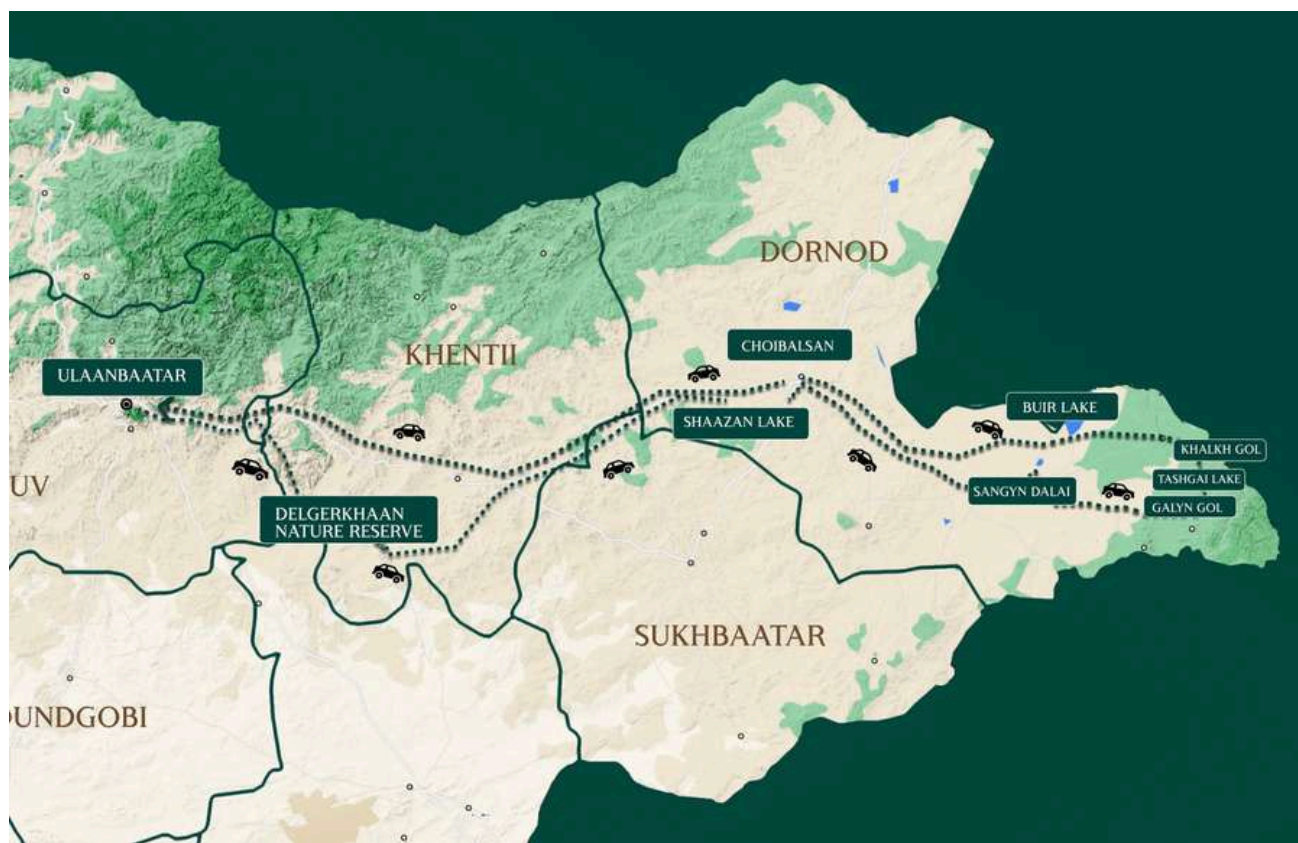 DORNOD
CHOIBALSAN
KHENTII
ULAANBAATAR
BUIR LAKE
SHAAZAN LAKE
KHALKH GOL
TASHGAI LAKE
SANGYN DALAI
GALYN GOL
UV
DELGERKHAAN
NATURE RESERVE
SUKHBAATAR
OUNDGOBI